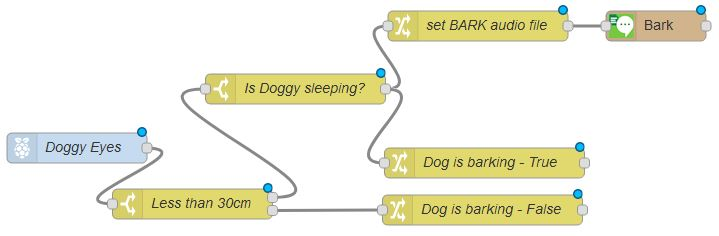 set BARK audio file
Bark
Is Doggy sleeping?
Doggy Eyes
Dog is barking - True
Less than 30cm
Dog is barking - False